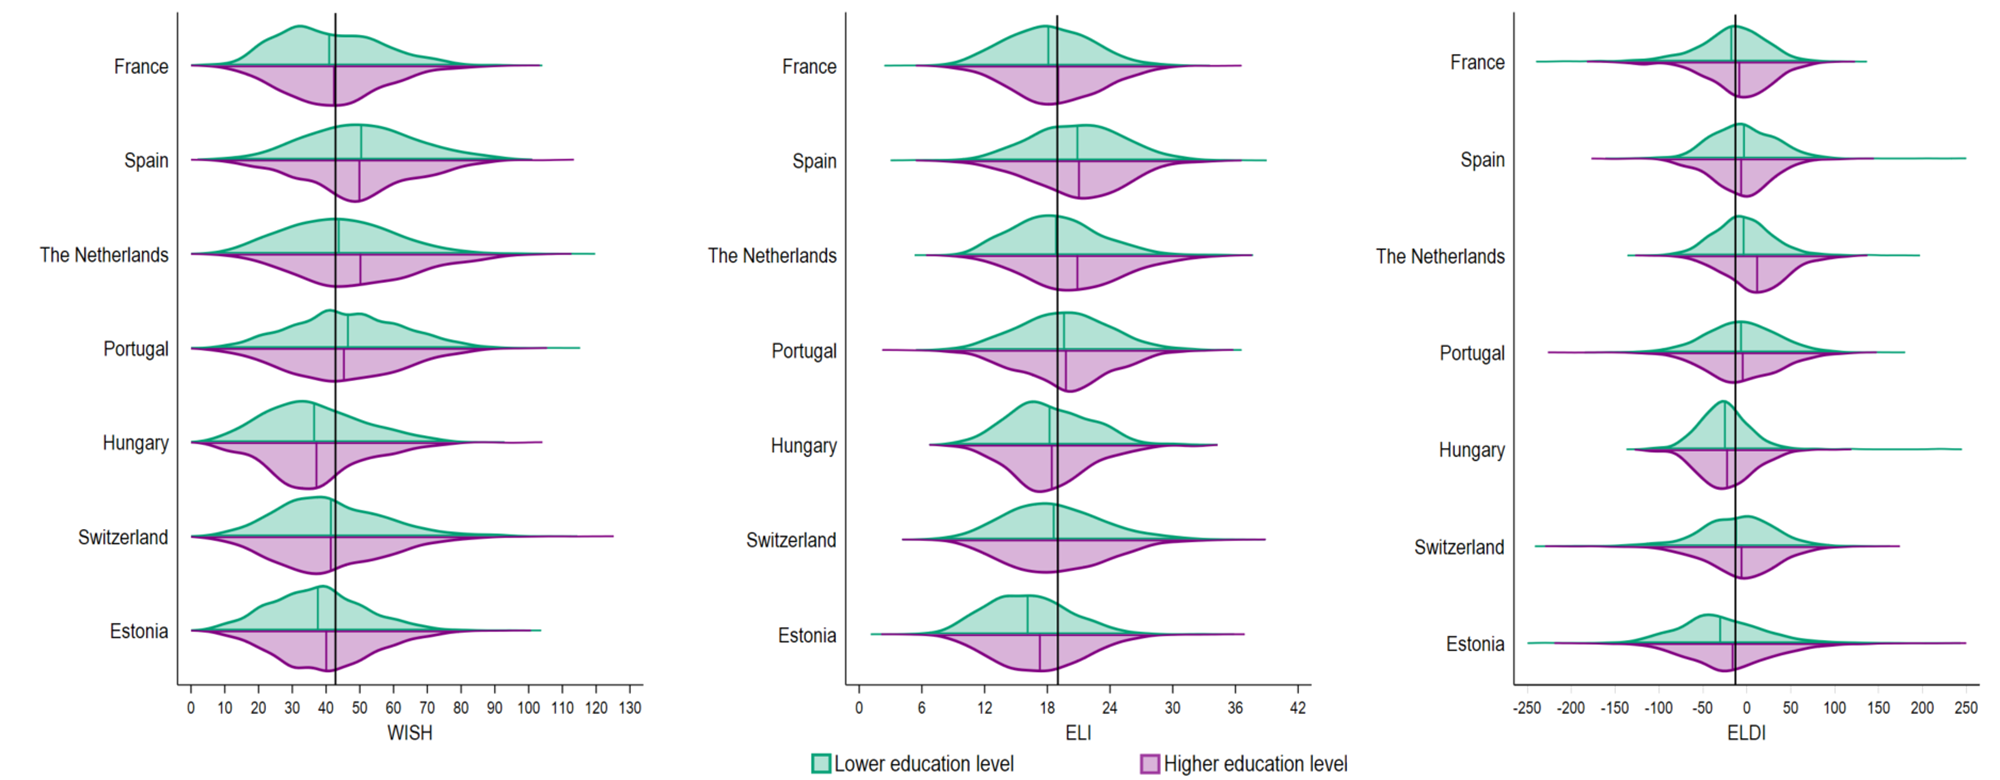 France
Spain
The Netherlands
Portugal
Hungary
Switzerland
Estonia
0 10 20 30 40 50 60 70 80 90 100 110 120 130
WISH
France
Spain
The Netherlands
Portugal
Hungary
Switzerland
Estonia
0 6 12 18 24 30 36 42
ELI
France
Spain
The Netherlands
Portugal
Hungary
Switzerland
Estonia
-250 -200 -150 -100 -50 0 50 100 150 200 250
ELDI
Lower education level Higher education level